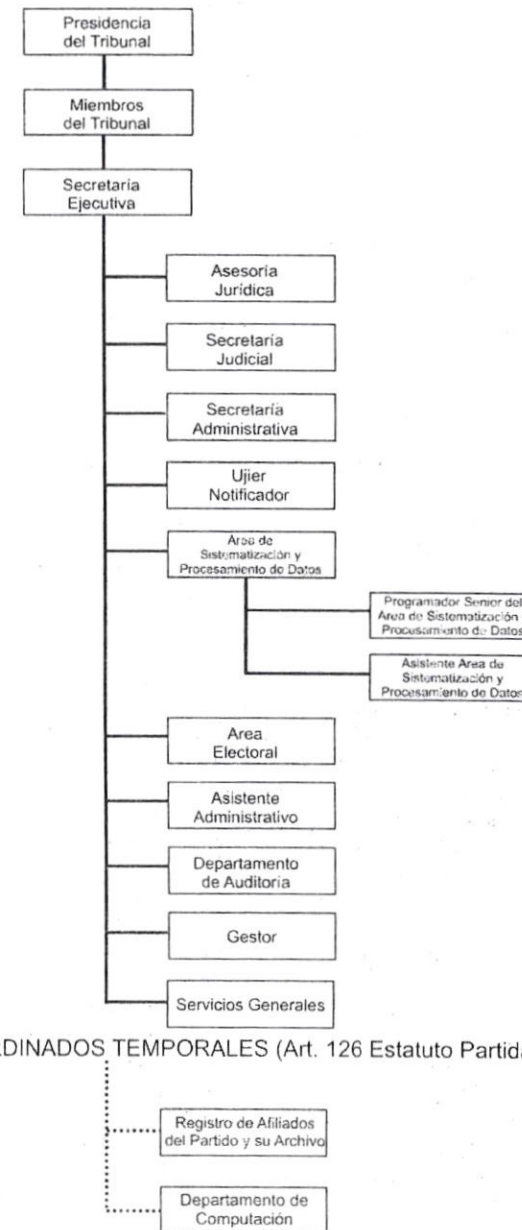 Presidencia
del Tribunal
Miembros
del Tribunal
Secretaria
Ejecutiva
Asesoría
Jurídica
Secretaría
Judicial
Secretaría
Administrativa
Ujier
Notificador
Area de
Sistematización y
Procesamiento de Datos
Programador Senior del
Area de Sistematización
Procesamiento de Datos
Asistente Area de
Sistematización y
Procesamiento de Datos
Area
Electoral
Asistente
Administrativo
Departamento
de Auditoria
Gestor
Servicios Generales
RDINADOS TEMPORALES (Art. 126 Estatuto Partida
Registro de Afiliados
del Partido y su Archivo
Departamento de
Computación